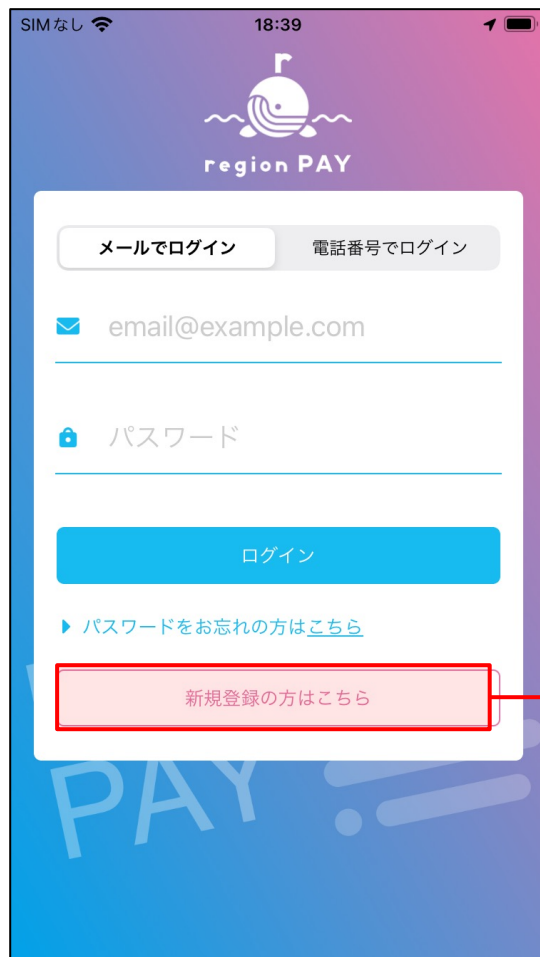 SIMなし 18:39
r
region PAY
メールでログイン 電話番号でログイン
email@example.com
パスワード
ログイン
パスワードをお忘れの方はこちら
新規登録の方はこちら
PAY